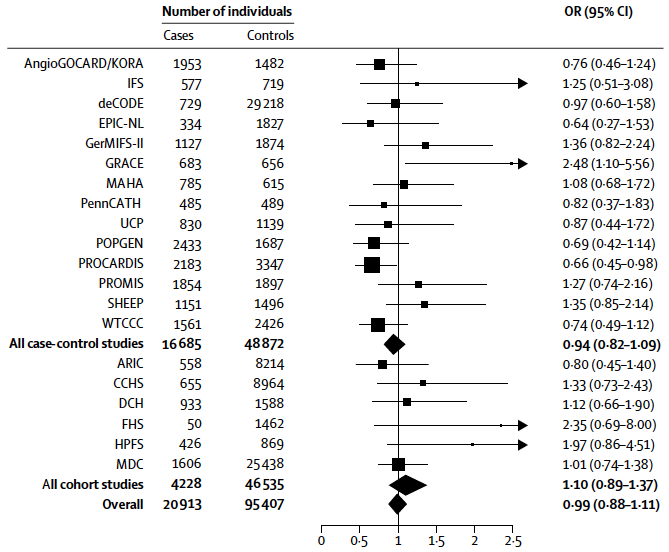 Number of individuals OR (95% CI)
Cases Controls
AngioGOCARD/KORA 1953 1482 0·76 (0·46–1·24)
IFS 577 719 1·25 (0·51–3·08)
deCODE 729 29 218 0·97 (0·60–1·58)
EPIC-NL 334 1827 0·64 (0·27–1·53)
GerMIFS-II 1127 1874 1·36 (0·82–2·24)
GRACE 683 656 2·48 (1·10–5·56)
MAHA 785 615 1·08 (0·68–1·72)
PennCATH 485 489 0·82 (0·37–1·83)
UCP 830 1139 0·87 (0·44–1·72)
POPGEN 2433 1687 0·69 (0·42–1·14)
PROCARDIS 2183 3347 0·66 (0·45–0·98)
PROMIS 1854 1897 1·27 (0·74–2·16)
SHEEP 1151 1496 1·35 (0·85–2·14)
WTCCC 1561 2426 0·74 (0·49–1·12)
All case-control studies 16 685 48 872 0·94 (0·82–1·09)
ARIC 558 8214 0·80 (0·45–1·40)
CCHS 655 8964 1·33 (0·73–2·43)
DCH 933 1588 1·12 (0·66–1·90)
FHS 50 1462 2·35 (0·69–8·00)
HPFS 426 869 1·97 (0·86–4·51)
MDC 1606 25 438 1·01 (0·74–1·38)
All cohort studies 4228 46 535 1·10 (0·89–1·37)
Overall 20 913 95 407 0·99 (0·88–1·11)
0 0·5 1 1·5 2 2·5